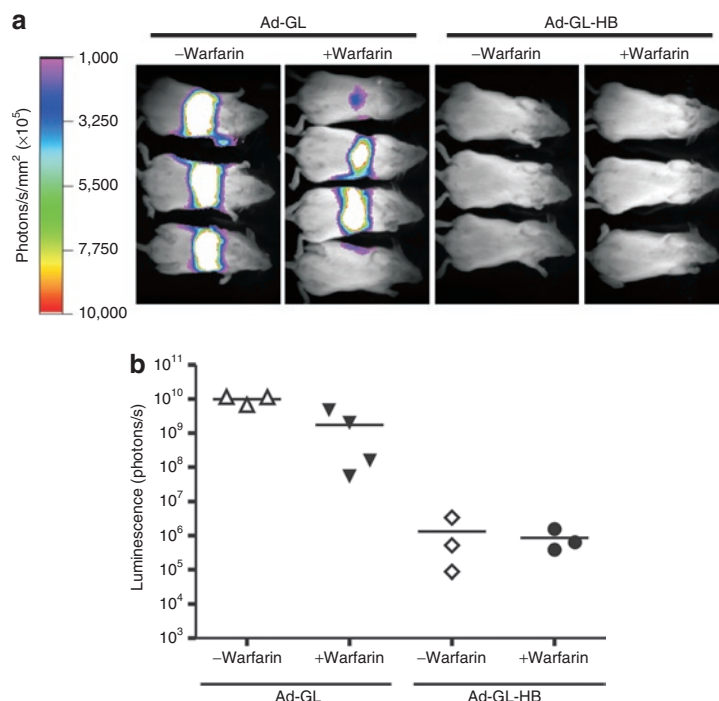 a
Ad-GL
Ad-GL-HB
–Warfarin
+Warfarin
–Warfarin
+Warfarin
Photons/s/mm² (×10⁵)
1,000
3,250
5,500
7,750
10,000
b
Luminescence (photons/s)
10¹¹
10¹⁰
10⁹
10⁸
10⁷
10⁶
10⁵
10⁴
10³
–Warfarin
+Warfarin
–Warfarin
+Warfarin
Ad-GL
Ad-GL-HB